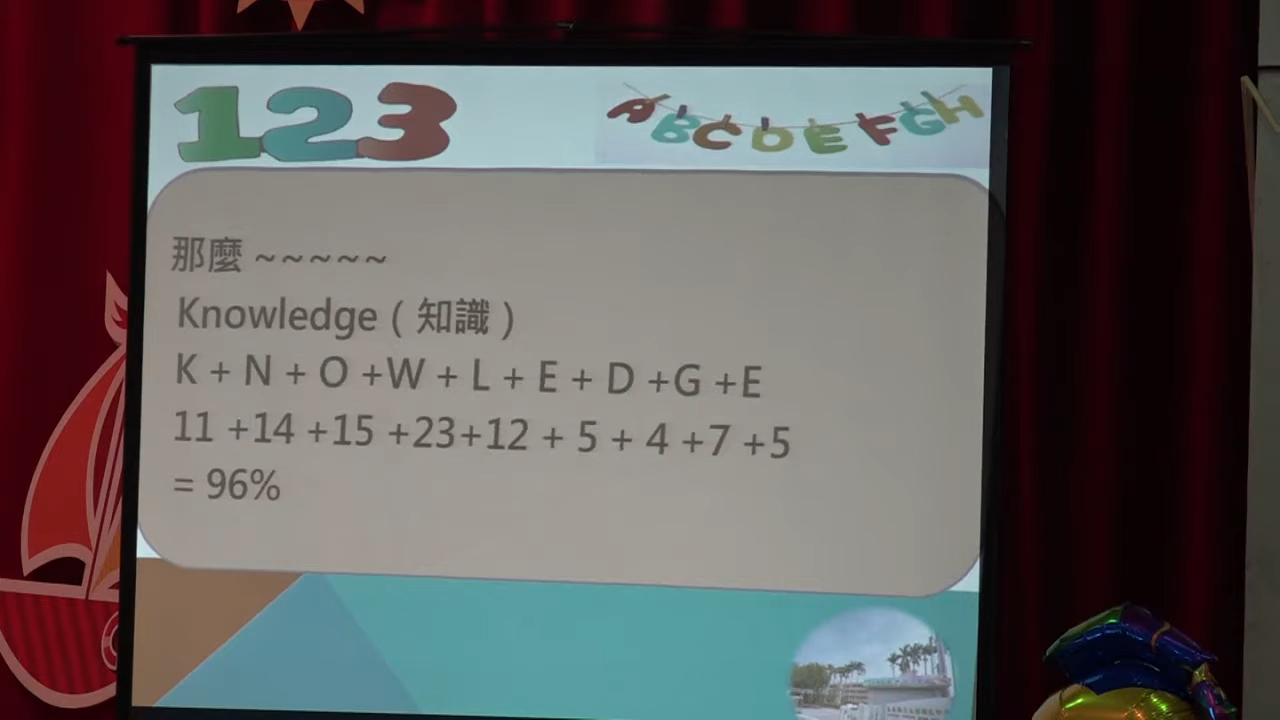 123
ABCDEFGH
那麼 ~~~~~
Knowledge ( 知識 )
K + N + O +W + L + E + D +G +E
11 +14 +15 +23+12 + 5 + 4 +7 +5
= 96%